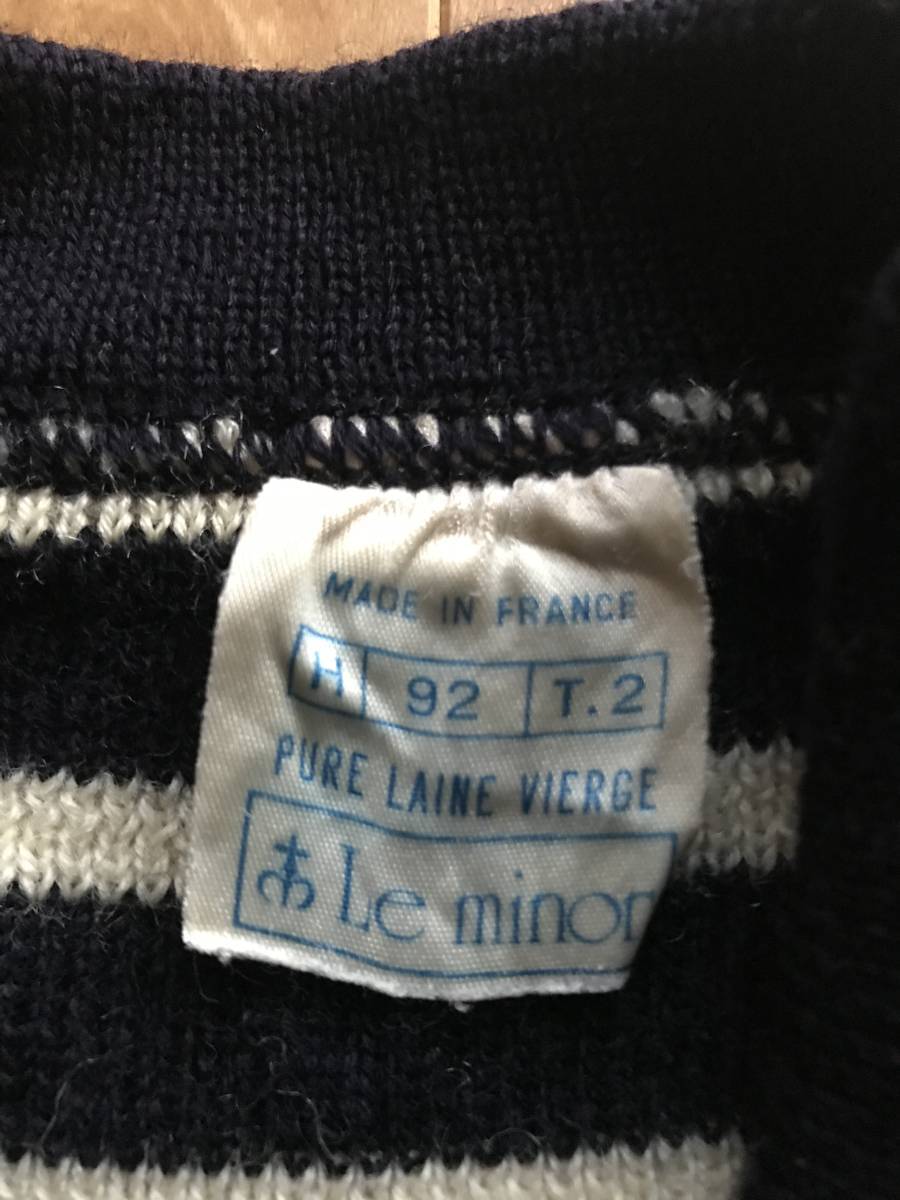 MADE IN FRANCE
H 92 T.2
PURE LAINE VIERGE
Le minor